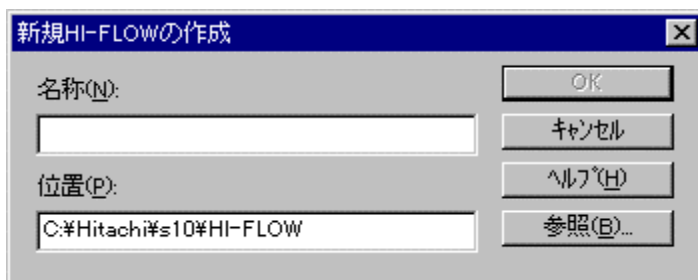 新規HI-FLOWの作成
名称(N):
OK
キャンセル
位置(P):
ﾍﾙﾌﾟ(H)
C:¥Hitachi¥s10¥HI-FLOW
参照(B)...